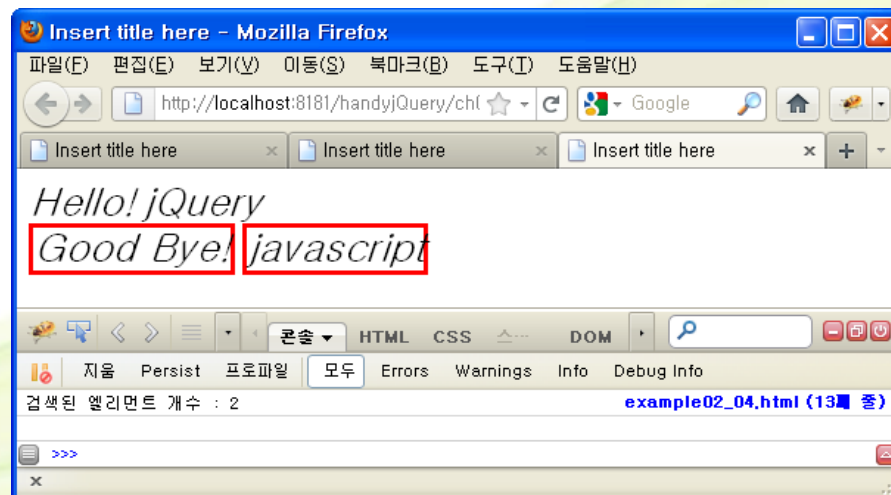 Insert title here - Mozilla Firefox
파일(F) 편집(E) 보기(V) 이동(S) 북마크(B) 도구(T) 도움말(H)
http://localhost:8181/handyjQuery/ch( Google
Insert title here × Insert title here × Insert title here × +
Hello! jQuery
Good Bye! javascript
콘솔 HTML CSS 스… DOM
지움 Persist 프로파일 모두 Errors Warnings Info Debug Info
검색된 엘리먼트 개수 : 2 example02_04.html (13째 줄)
>>>
x